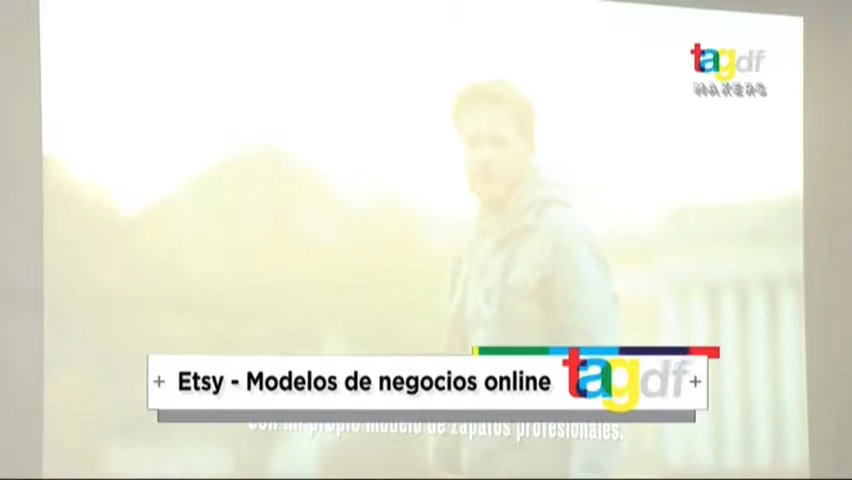 tagdf
MAKERS
Etsy - Modelos de negocios online
tagdf
con mi propio modelo de zapatos profesionales.